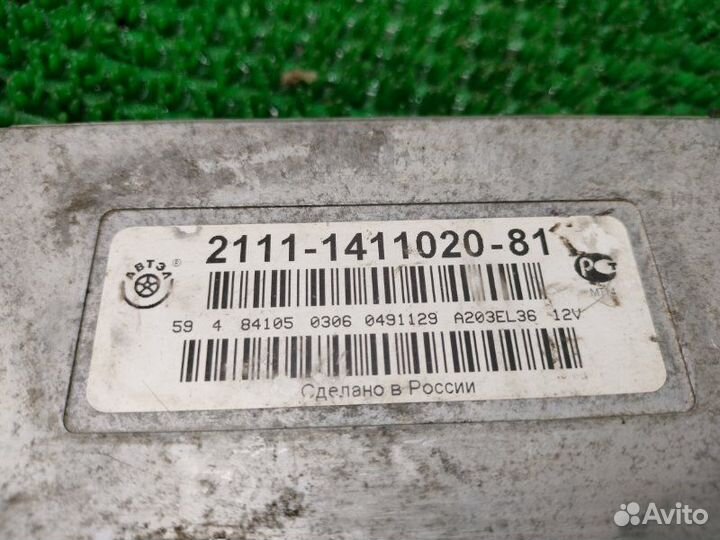 АВТЭЛ ®
2111-1411020-81
РСТ
59 4 84105 0306 0491129 A203EL36 12V
Сделано в России
Avito